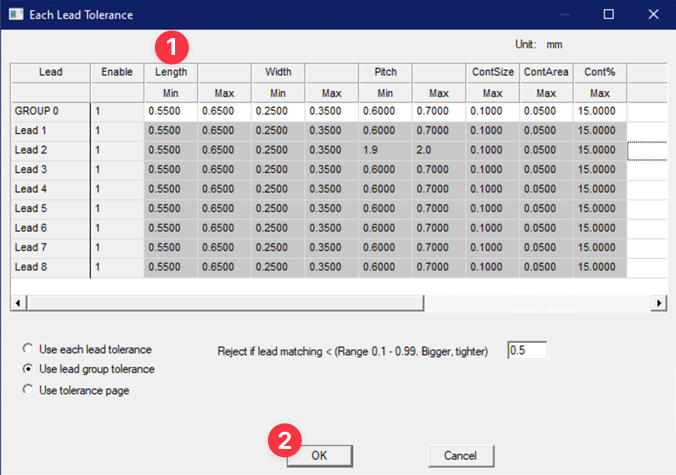 Each Lead Tolerance
1
Unit: mm
Lead Enable Length Width Pitch ContSize ContArea Cont%
Min Max Min Max Min Max Max Max Max
GROUP 0 1 0.5500 0.6500 0.2500 0.3500 0.6000 0.7000 0.1000 0.0500 15.0000
Lead 1 1 0.5500 0.6500 0.2500 0.3500 0.6000 0.7000 0.1000 0.0500 15.0000
Lead 2 1 0.5500 0.6500 0.2500 0.3500 1.9 2.0 0.1000 0.0500 15.0000
Lead 3 1 0.5500 0.6500 0.2500 0.3500 0.6000 0.7000 0.1000 0.0500 15.0000
Lead 4 1 0.5500 0.6500 0.2500 0.3500 0.6000 0.7000 0.1000 0.0500 15.0000
Lead 5 1 0.5500 0.6500 0.2500 0.3500 0.6000 0.7000 0.1000 0.0500 15.0000
Lead 6 1 0.5500 0.6500 0.2500 0.3500 0.6000 0.7000 0.1000 0.0500 15.0000
Lead 7 1 0.5500 0.6500 0.2500 0.3500 0.6000 0.7000 0.1000 0.0500 15.0000
Lead 8 1 0.5500 0.6500 0.2500 0.3500 0.6000 0.7000 0.1000 0.0500 15.0000
Use each lead tolerance
Reject if lead matching < (Range 0.1 - 0.99. Bigger, tighter) 0.5
Use lead group tolerance
Use tolerance page
2
OK Cancel